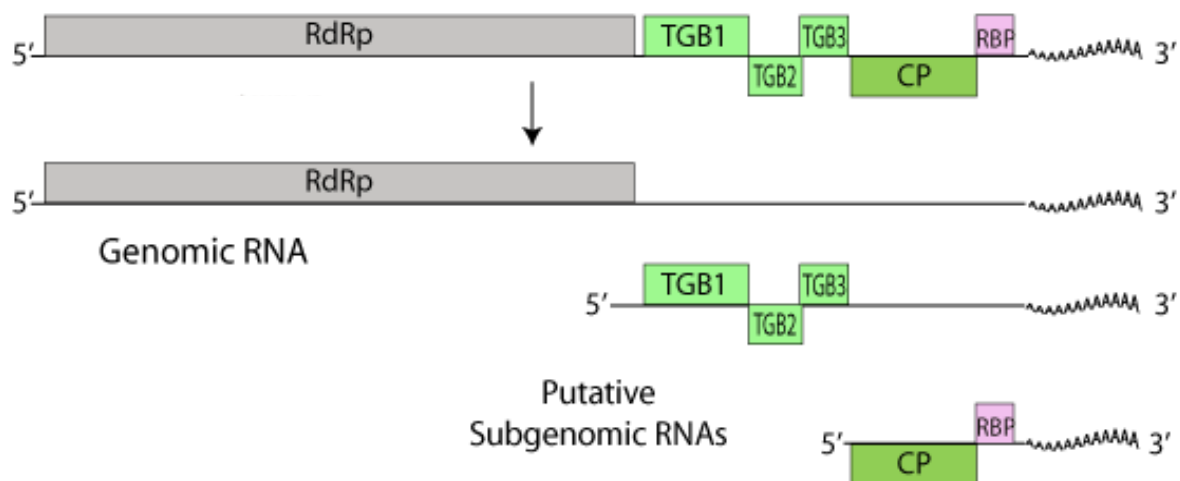 RdRp TGB1 TGB3 RBP
5′ 3′
TGB2 CP
RdRp
5′ 3′
Genomic RNA
TGB1 TGB3
5′ 3′
TGB2
Putative
Subgenomic RNAs
RBP
5′ 3′
CP